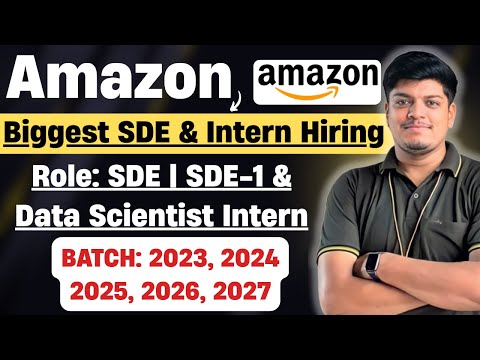 Amazon
amazon
Biggest SDE & Intern Hiring
Role: SDE | SDE-1 &
Data Scientist Intern
BATCH: 2023, 2024
2025, 2026, 2027